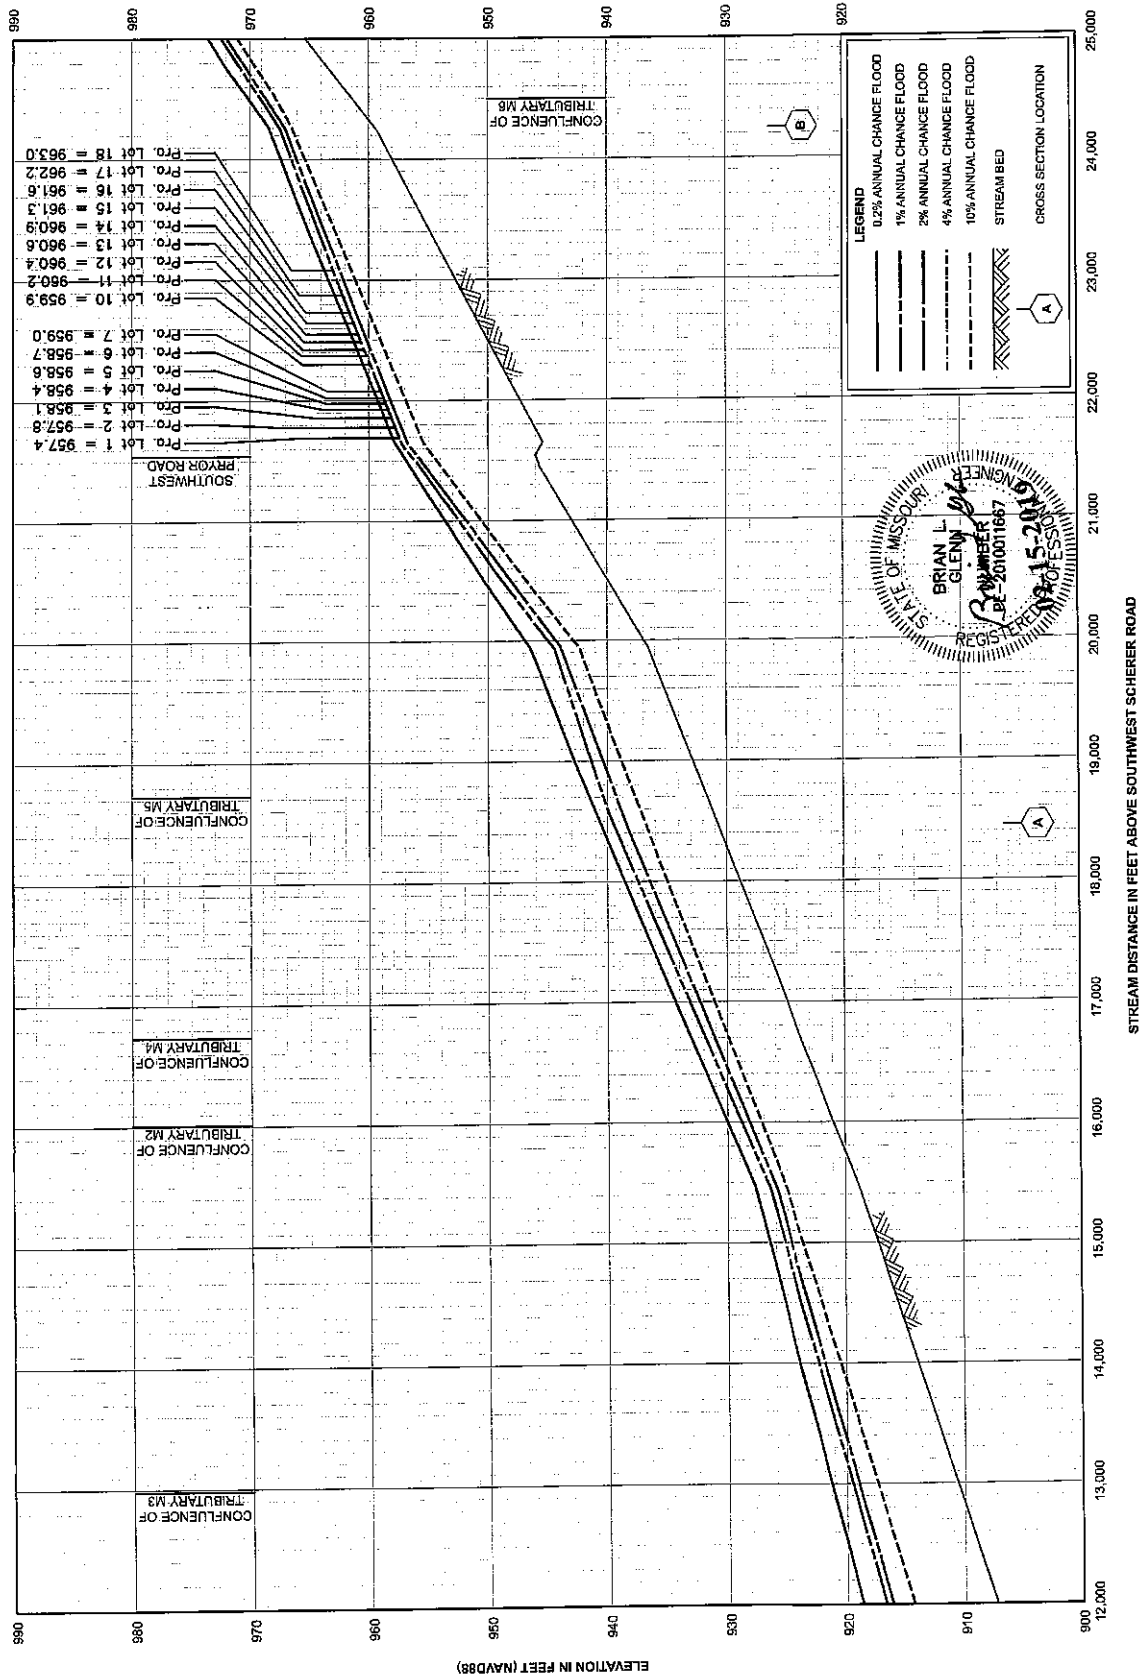 990
980
970
960
950
940
930
920
ELEVATION IN FEET (NAVD88)
990
980
970
960
950
940
930
920
910
900
12,000
13,000
14,000
15,000
16,000
17,000
18,000
19,000
20,000
21,000
22,000
23,000
24,000
25,000
STREAM DISTANCE IN FEET ABOVE SOUTHWEST SCHERER ROAD
CONFLUENCE OF
TRIBUTARY M3
CONFLUENCE OF
TRIBUTARY M2
CONFLUENCE OF
TRIBUTARY M4
CONFLUENCE OF
TRIBUTARY M5
SOUTHWEST
PRYOR ROAD
CONFLUENCE OF
TRIBUTARY M6
Pro. Lot 1 = 957.4
Pro. Lot 2 = 957.8
Pro. Lot 3 = 958.1
Pro. Lot 4 = 958.4
Pro. Lot 5 = 958.6
Pro. Lot 6 = 958.7
Pro. Lot 7 = 959.0
Pro. Lot 10 = 959.9
Pro. Lot 11 = 960.2
Pro. Lot 12 = 960.4
Pro. Lot 13 = 960.6
Pro. Lot 14 = 960.9
Pro. Lot 15 = 961.3
Pro. Lot 16 = 961.6
Pro. Lot 17 = 962.2
Pro. Lot 18 = 963.0
A
B
LEGEND
0.2% ANNUAL CHANCE FLOOD
1% ANNUAL CHANCE FLOOD
2% ANNUAL CHANCE FLOOD
4% ANNUAL CHANCE FLOOD
10% ANNUAL CHANCE FLOOD
STREAM BED
A
CROSS SECTION LOCATION
STATE OF MISSOURI
BRIAN L.
GLENN
NUMBER
PE-2010011667
REGISTERED PROFESSIONAL ENGINEER